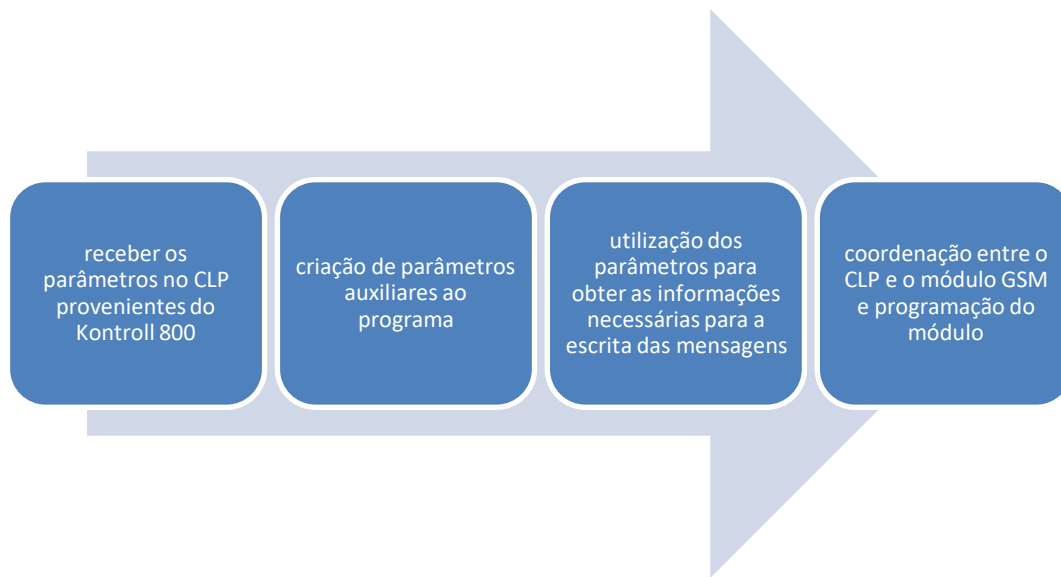 receber os
parâmetros no CLP
provenientes do
Kontroll 800
criação de parâmetros
auxiliares ao
programa
utilização dos
parâmetros para
obter as informações
necessárias para a
escrita das mensagens
coordenação entre o
CLP e o módulo GSM
e programação do
módulo